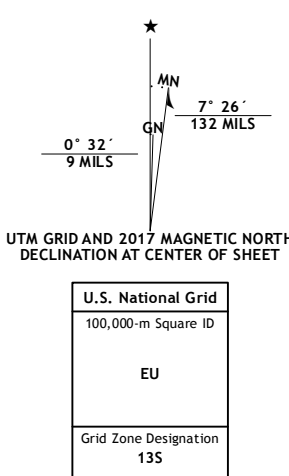 ★
MN
GN
7° 26´
132 MILS
0° 32´
9 MILS
UTM GRID AND 2017 MAGNETIC NORTH
DECLINATION AT CENTER OF SHEET
U.S. National Grid
100,000-m Square ID
EU
Grid Zone Designation
13S